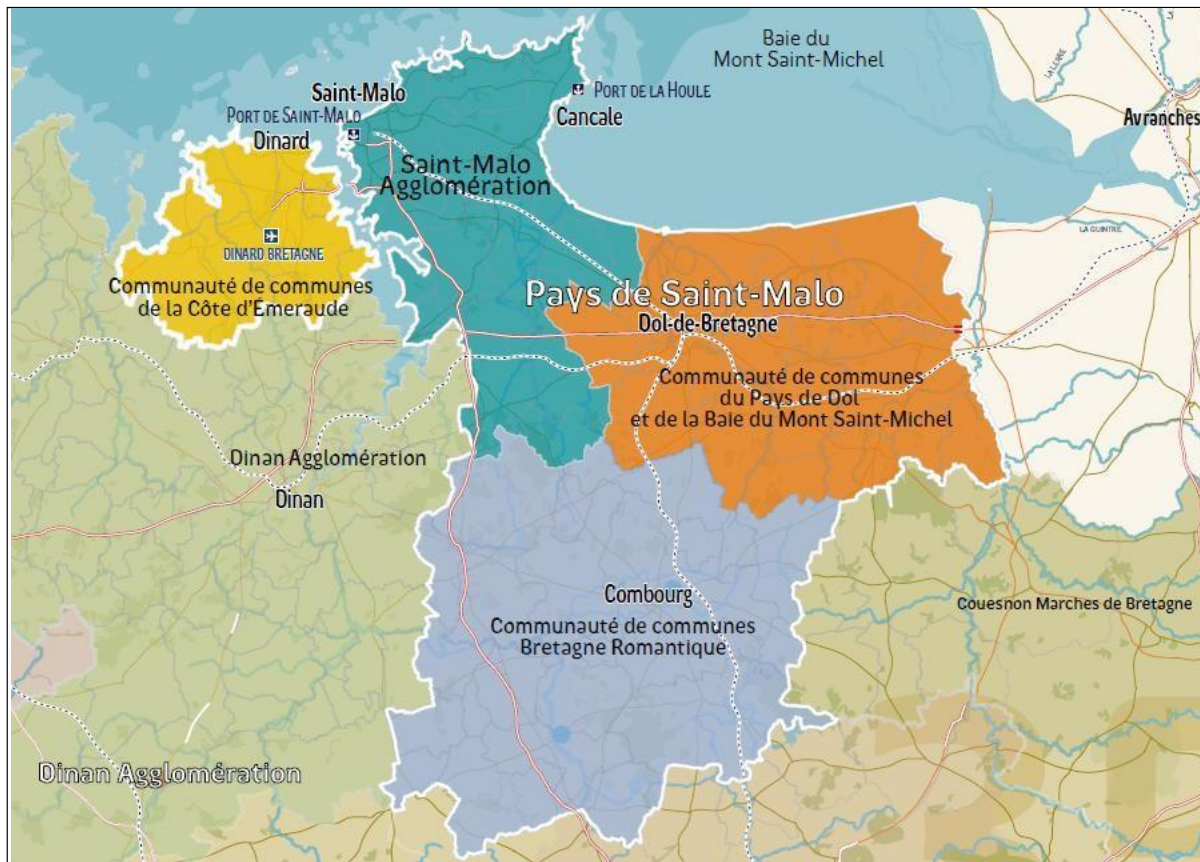 Baie du
Mont Saint-Michel
LA LERRE
Avranches
Saint-Malo
PORT DE SAINT-MALO
Dinard
PORT DE LA HOULE
Cancale
Saint-Malo
Agglomération
LA GUINTRE
DINARD BRETAGNE
Communauté de communes
de la Côte d'Émeraude
Pays de Saint-Malo
Dol-de-Bretagne
Communauté de communes
du Pays de Dol
et de la Baie du Mont Saint-Michel
Dinan Agglomération
Dinan
Combourg
Communauté de communes
Bretagne Romantique
Couesnon Marches de Bretagne
Dinan Agglomération